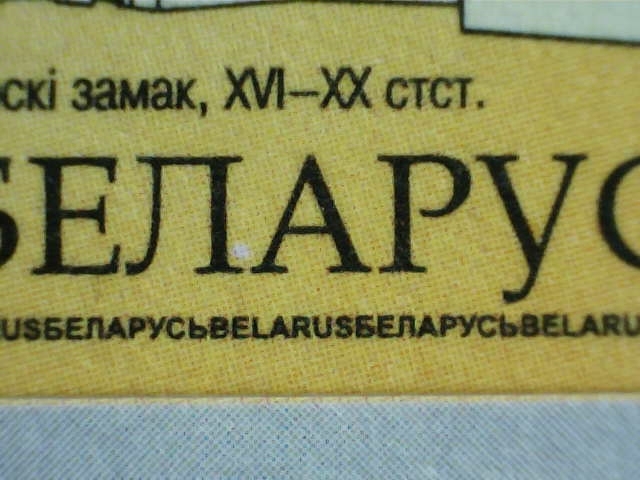 скі замак, XVI–XX стст.
БЕЛАРУС
USБЕЛАРУСЬBELARUSБЕЛАРУСЬBELARU